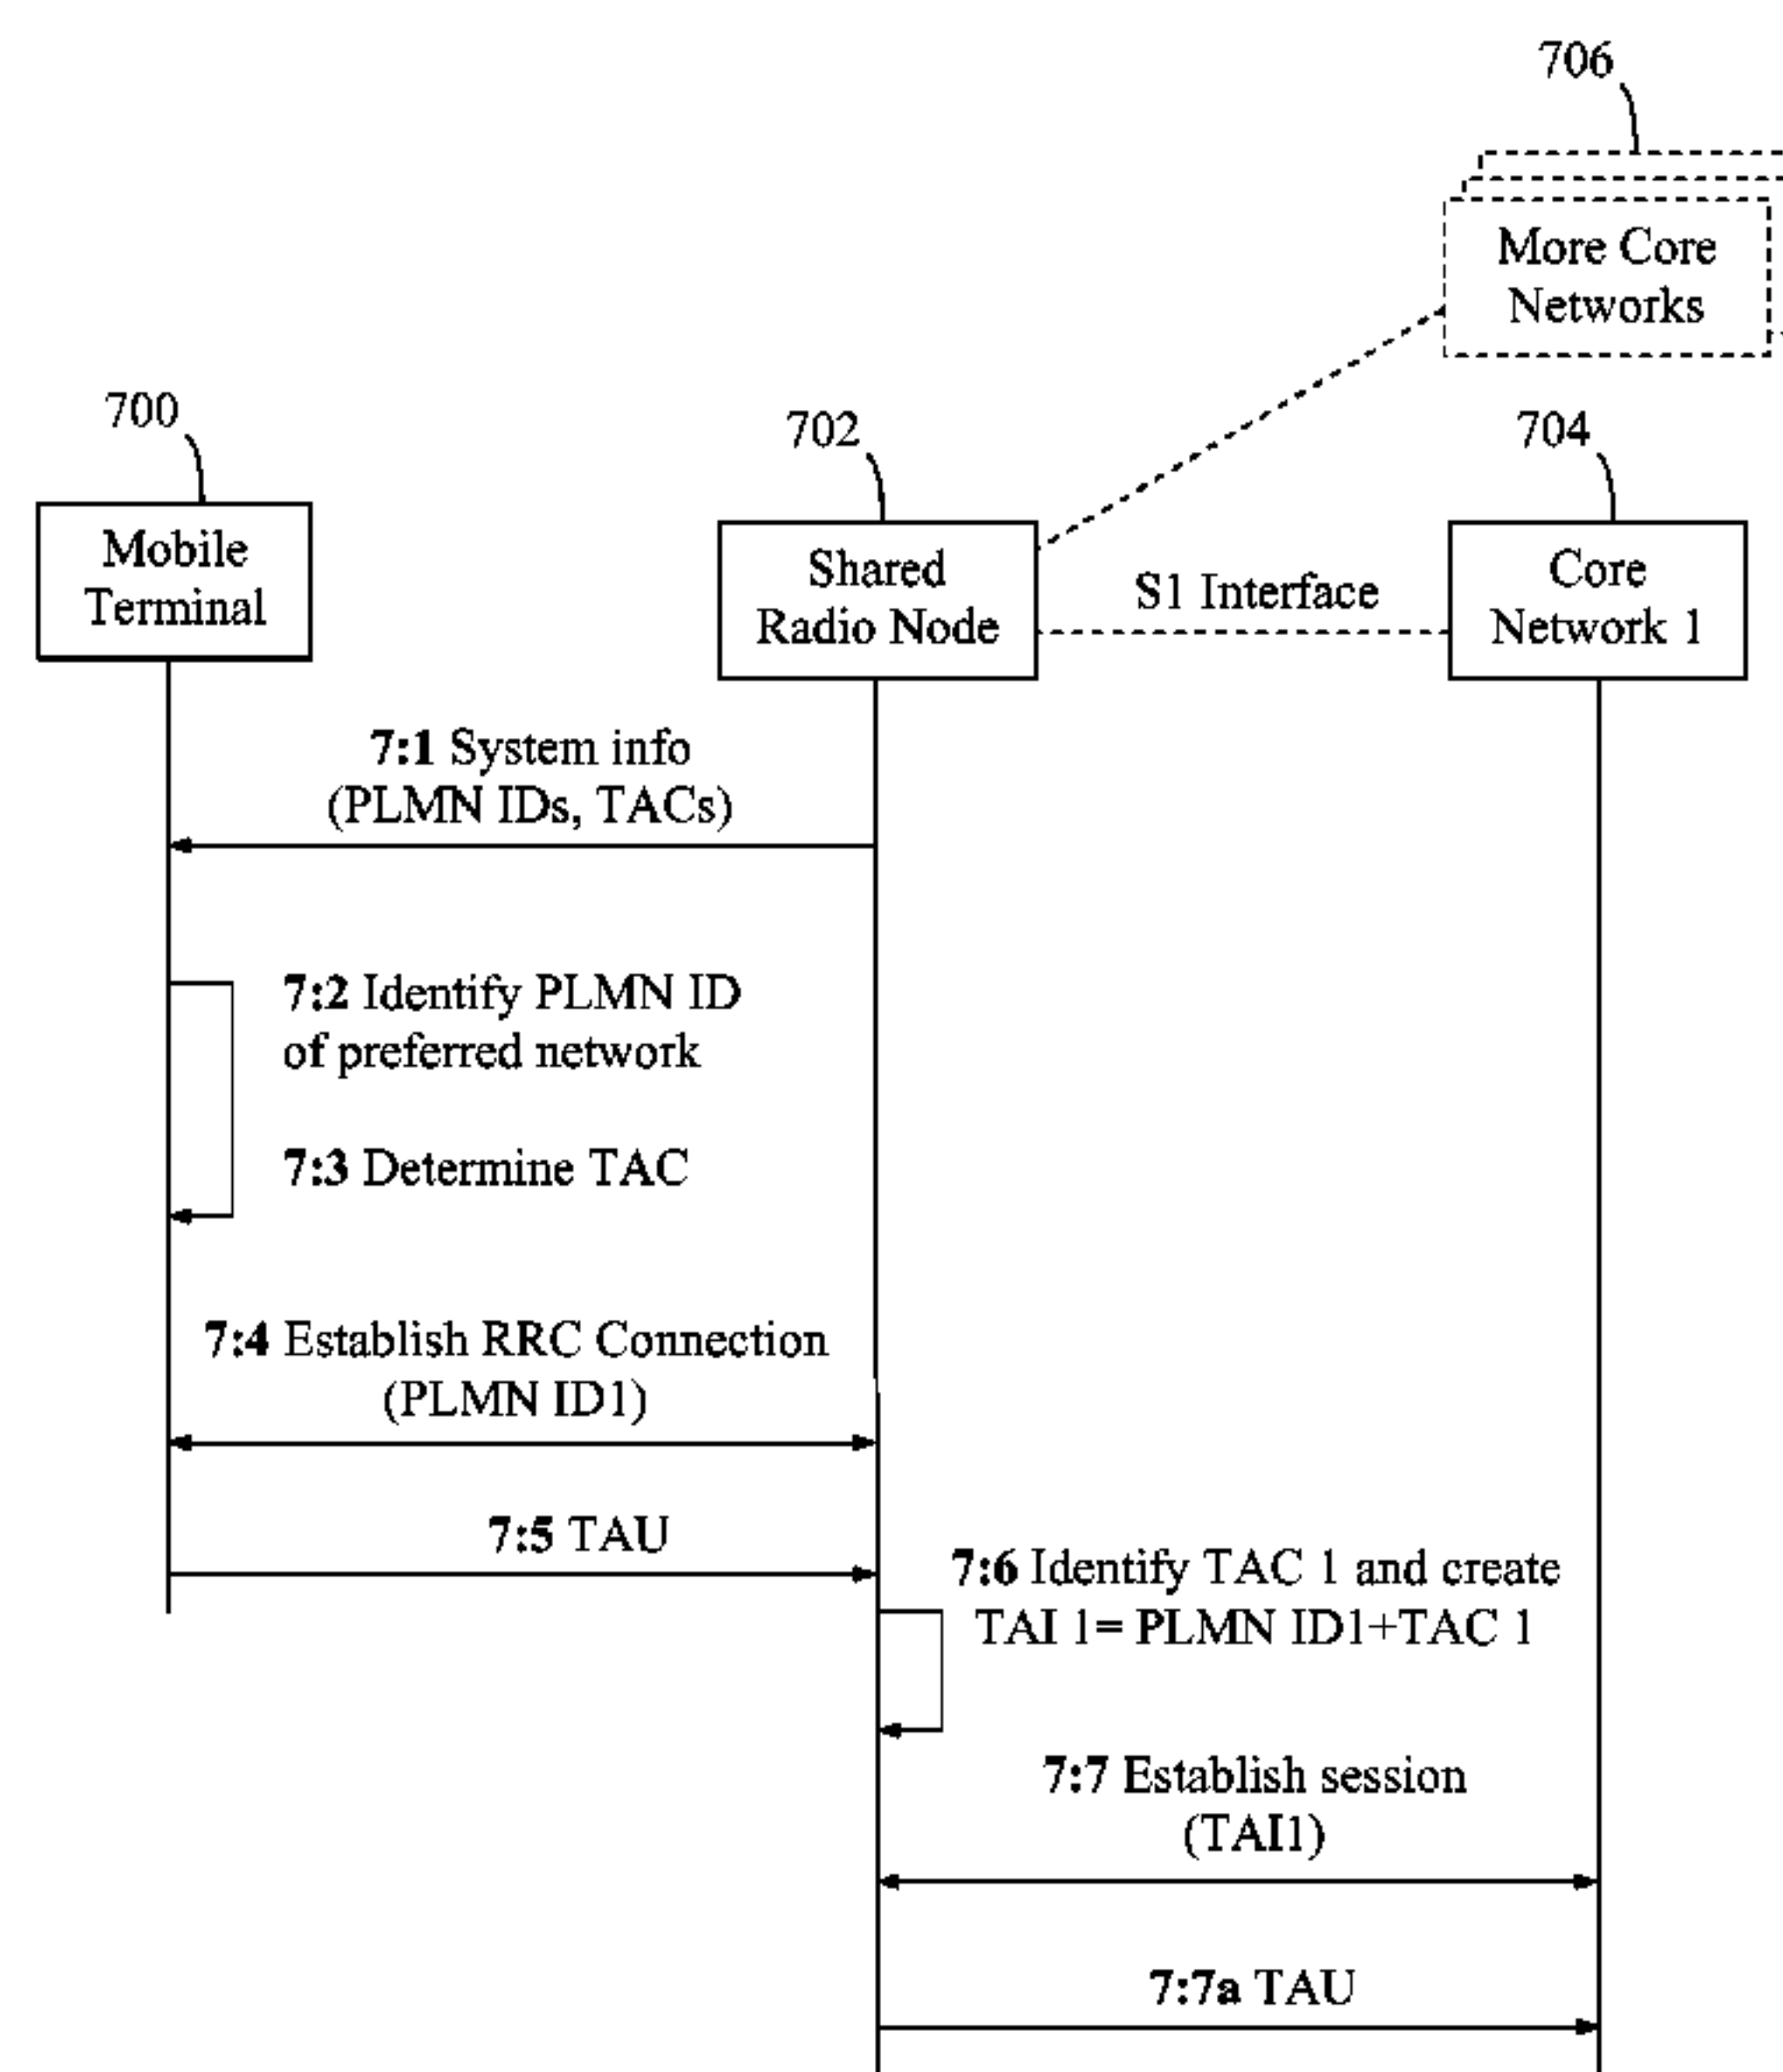 706
More Core
Networks
700
702
704
Mobile
Terminal
Shared
Radio Node
S1 Interface
Core
Network 1
7:1 System info
(PLMN IDs, TACs)
7:2 Identify PLMN ID
of preferred network
7:3 Determine TAC
7:4 Establish RRC Connection
(PLMN ID1)
7:5 TAU
7:6 Identify TAC 1 and create
TAI 1= PLMN ID1+TAC 1
7:7 Establish session
(TAI1)
7:7a TAU